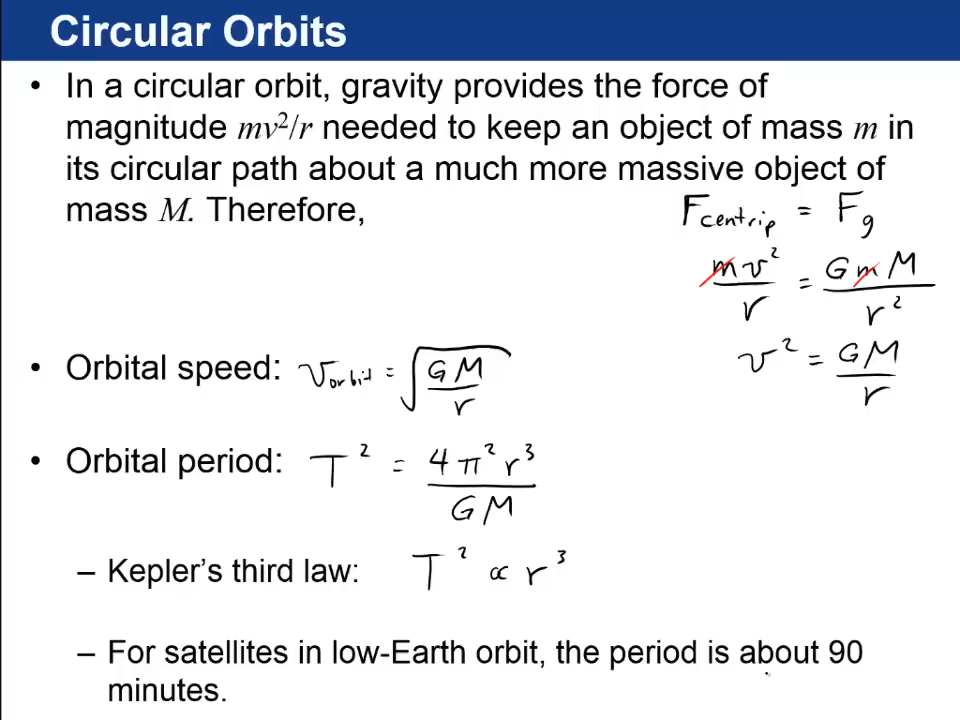 Circular Orbits
• In a circular orbit, gravity provides the force of
magnitude mv²/r needed to keep an object of mass m in
its circular path about a much more massive object of
mass M. Therefore,
F_centrip = F_g
mv²/r = GmM/r²
v² = GM/r
• Orbital speed: v_orbit = √(GM/r)
• Orbital period: T² = 4π²r³/GM
– Kepler's third law: T² ∝ r³
– For satellites in low-Earth orbit, the period is about 90
minutes.